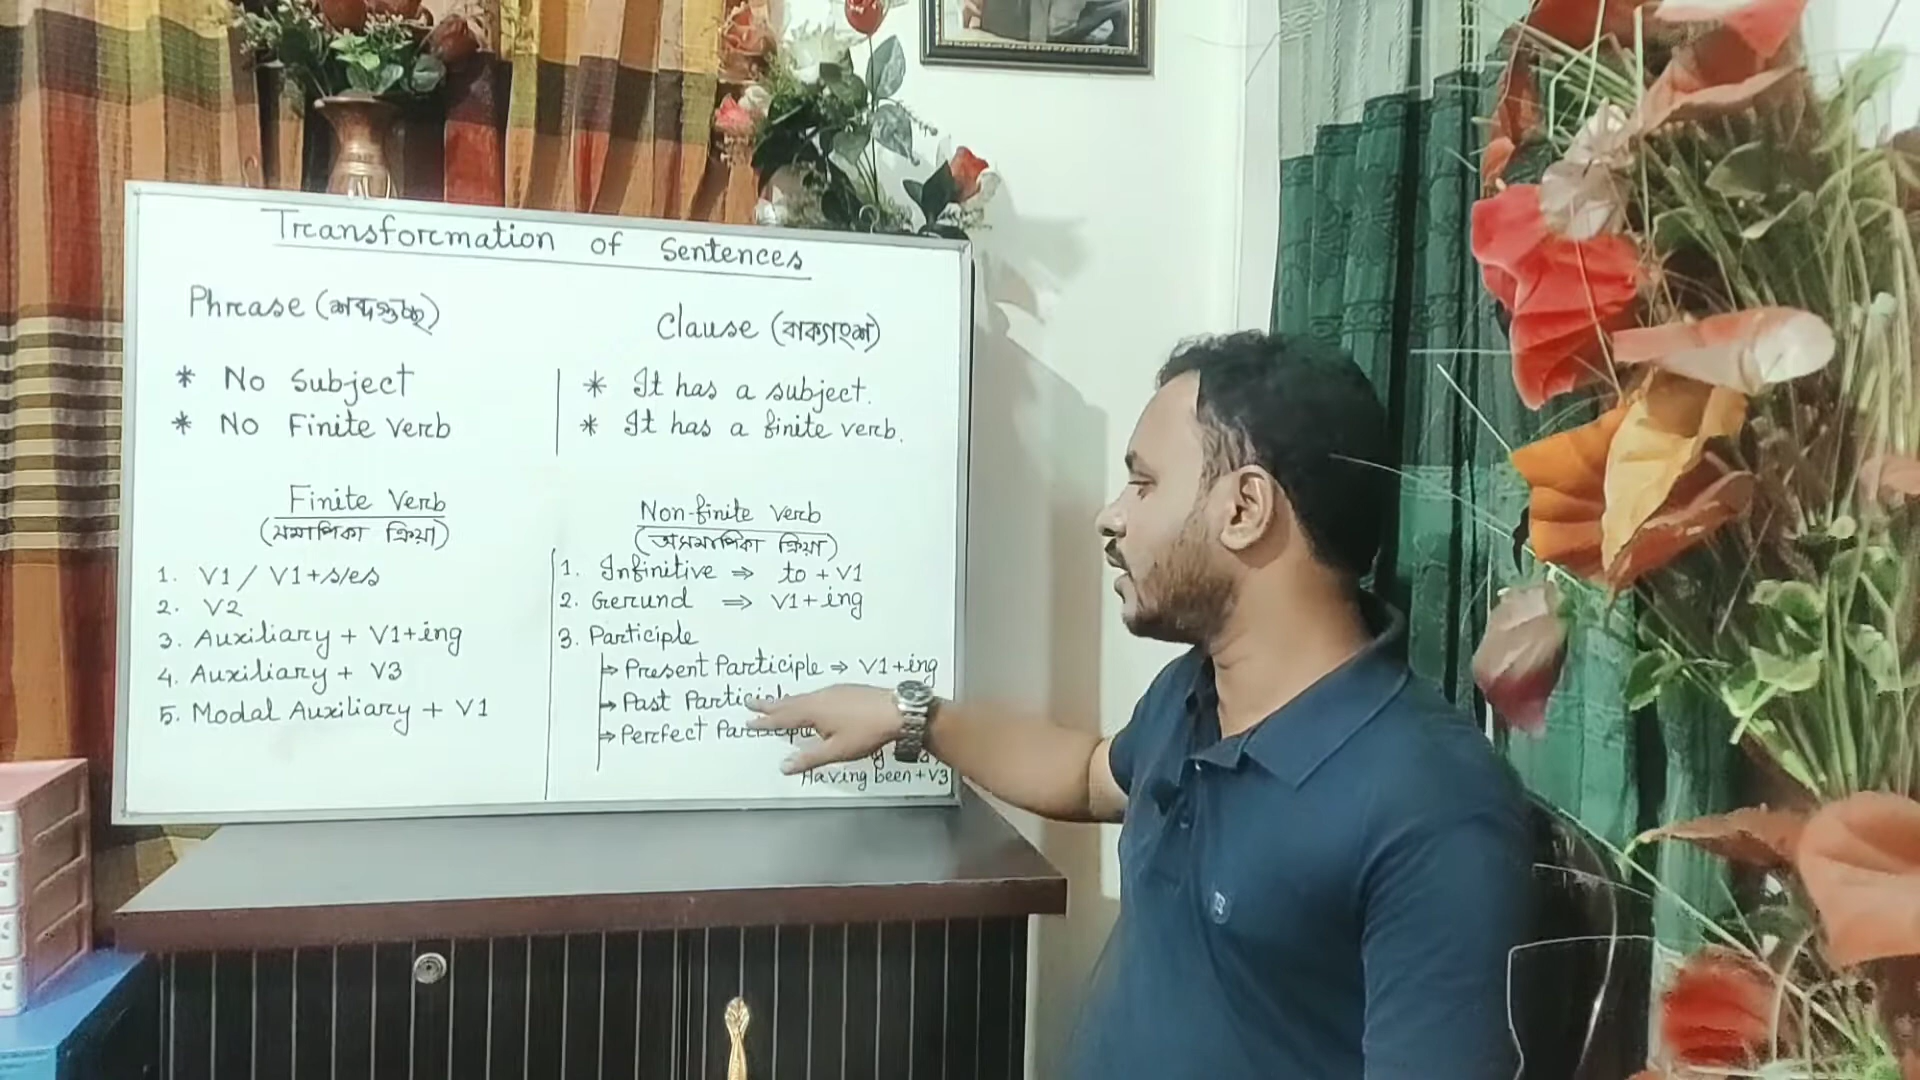 Transformation of Sentences
Phrase (শব্দগুচ্ছ)
* No Subject
* No Finite Verb
Clause (বাক্যাংশ)
* It has a subject.
* It has a finite verb.
Finite Verb
(সমাপিকা ক্রিয়া)
1. V1 / V1+s/es
2. V2
3. Auxiliary + V1+ing
4. Auxiliary + V3
5. Modal Auxiliary + V1
Non-finite verb
(অসমাপিকা ক্রিয়া)
1. Infinitive ⇒ to + V1
2. Gerund ⇒ V1+ing
3. Participle
→ Present Participle ⇒ V1+ing
→ Past
→ Perfect
Having been + V3